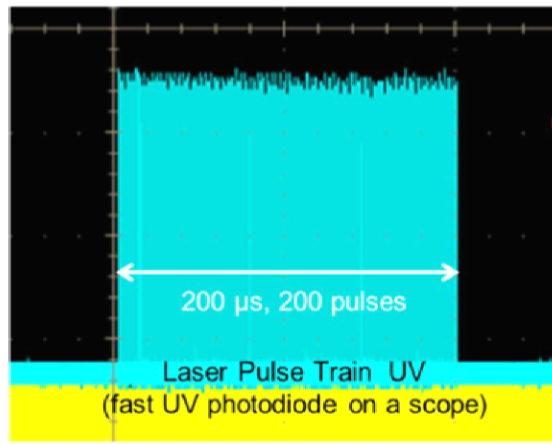 200 µs, 200 pulses
Laser Pulse Train UV
(fast UV photodiode on a scope)